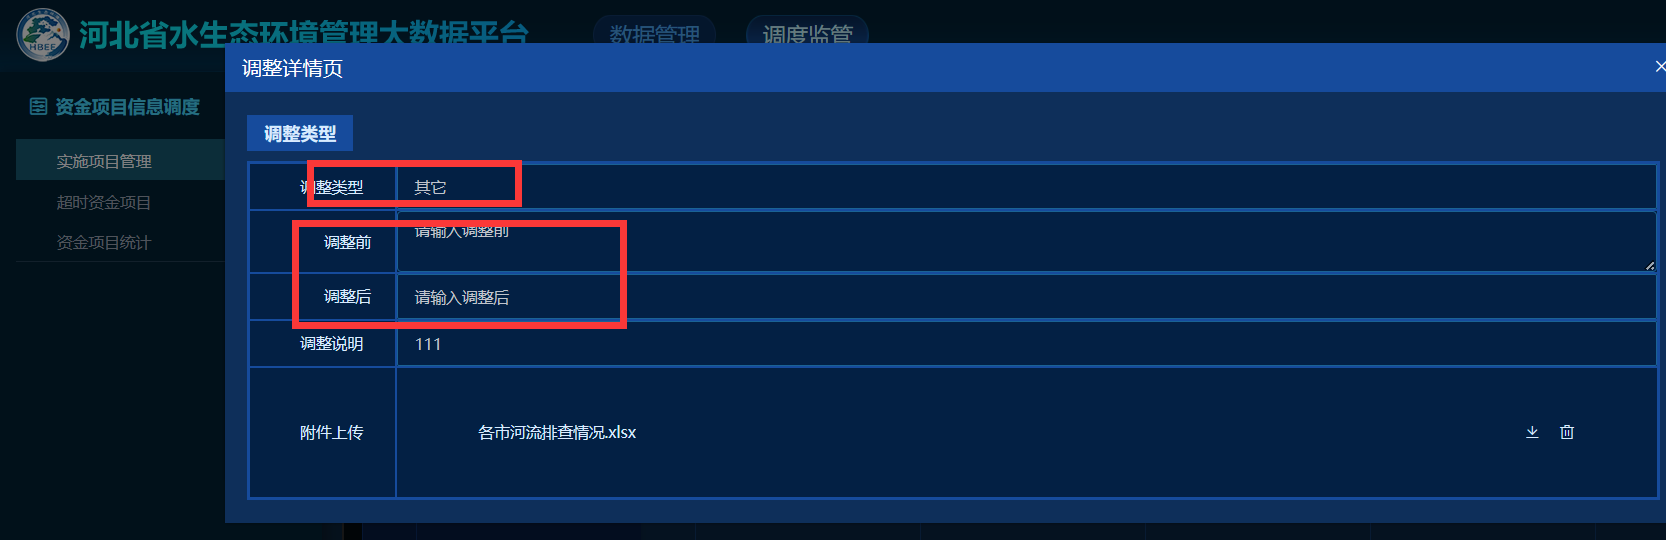 HBEE
河北省水生态环境管理大数据平台
数据管理
调度监管
调整详情页
资金项目信息调度
调整类型
实施项目管理
调整类型 其它
超时资金项目
调整前 请输入调整前
资金项目统计
调整后 请输入调整后
调整说明 111
附件上传 各市河流排查情况.xlsx